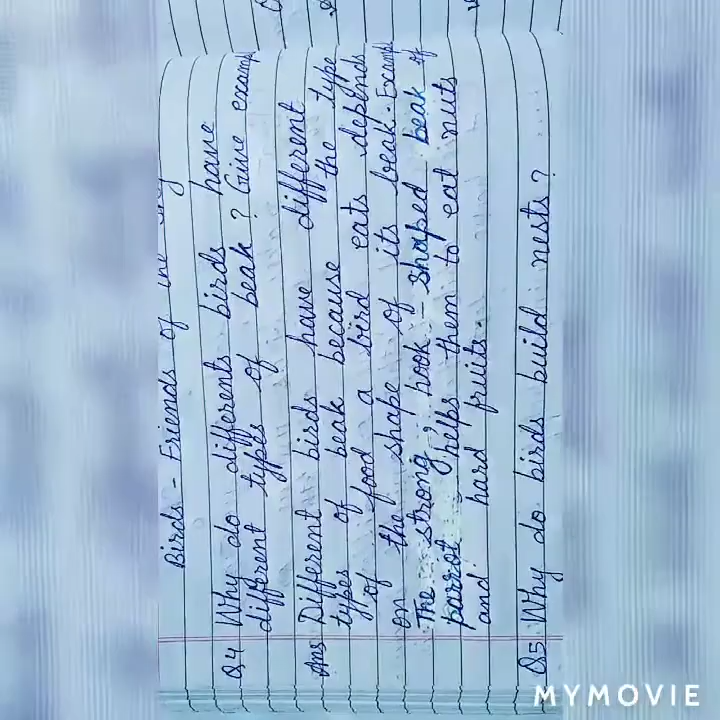 Birds - Friends of the sky
Q4 Why do differents birds have
different types of beak? Give exampl
Ans Different birds have different
types of beak because the type
of food a bird eats depends
on the shape of its beak. Exampl
The strong, hook - shaped beak of
parrot helps them to eat nuts
and hard fruits.
Q5 Why do birds build nests?
MYMOVIE